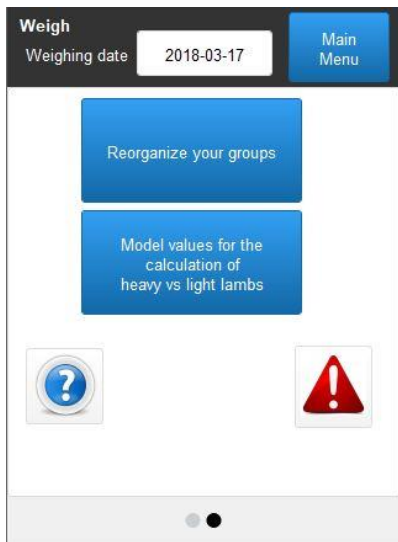 Weigh
Weighing date 2018-03-17
Main
Menu
Reorganize your groups
Model values for the
calculation of
heavy vs light lambs
?
!